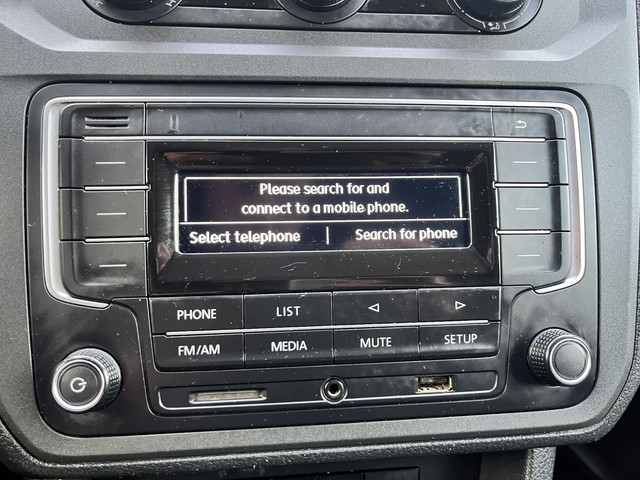 Please search for and
connect to a mobile phone.
Select telephone | Search for phone
PHONE LIST
FM/AM MEDIA MUTE SETUP